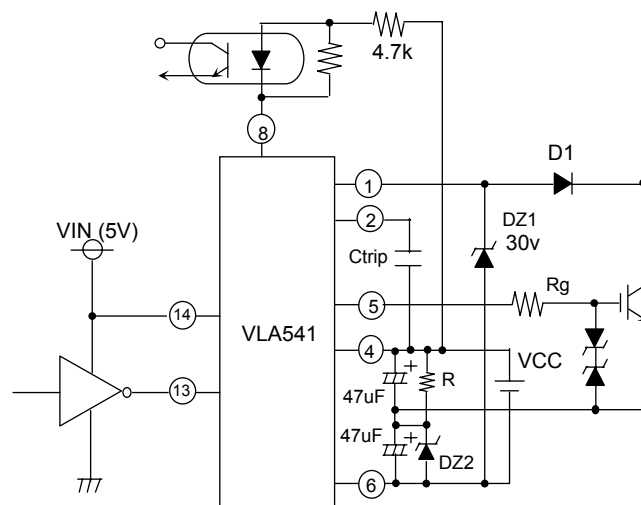 4.7k
8
D1
1
2
VIN (5V)
DZ1
30v
Ctrip
Rg
5
14
VLA541
4
VCC
R
47uF
13
47uF
DZ2
6
+
+